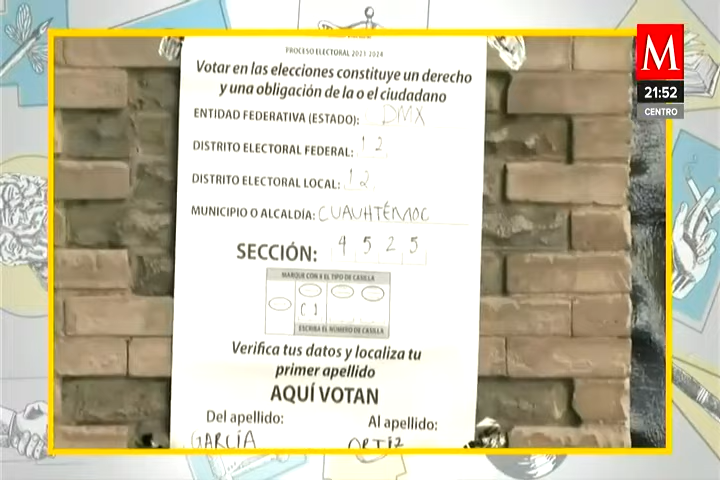 PROCESO ELECTORAL 2023-2024
Votar en las elecciones constituye un derecho
y una obligación de la o el ciudadano
ENTIDAD FEDERATIVA (ESTADO): DMX
DISTRITO ELECTORAL FEDERAL: 12
DISTRITO ELECTORAL LOCAL: 12
MUNICIPIO O ALCALDÍA: CUAUHTÉMOC
SECCIÓN: 4525
MARQUE CON X EL TIPO DE CASILLA
ESCRIBA EL NÚMERO DE CASILLA
Verifica tus datos y localiza tu
primer apellido
AQUÍ VOTAN
Del apellido: Al apellido:
GARCÍA ORTIZ
M
21:52
CENTRO